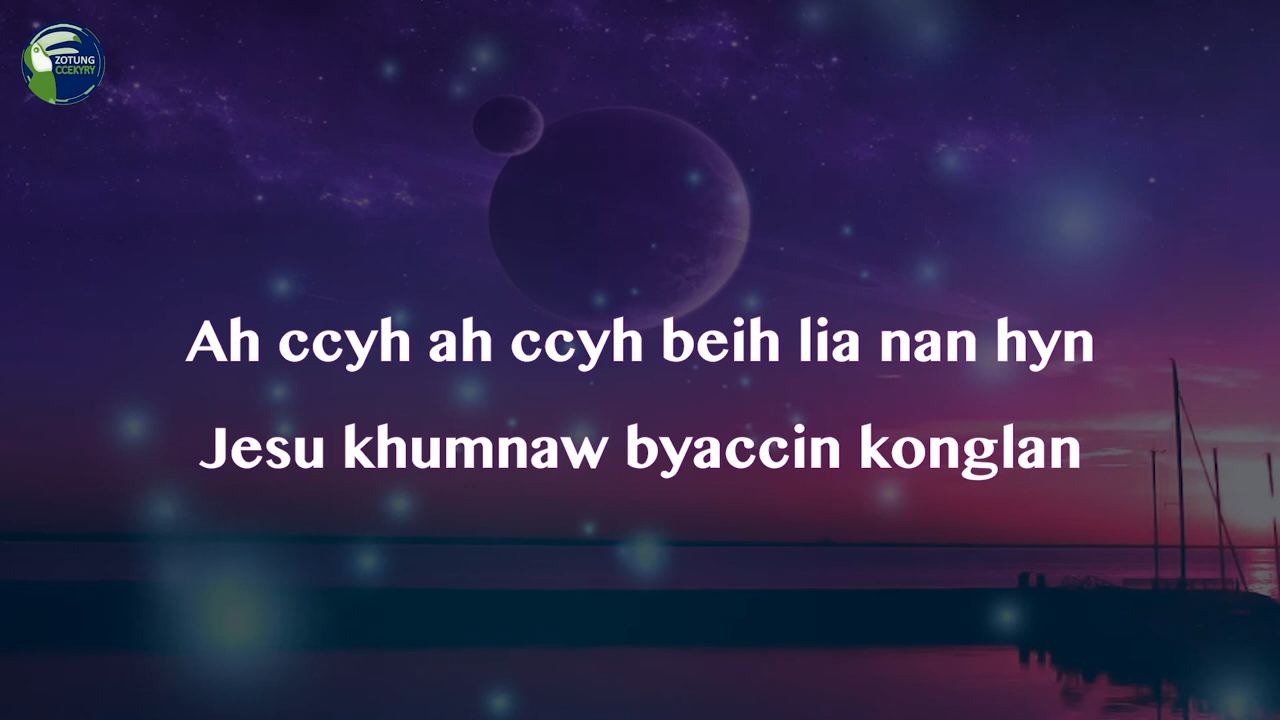 ZOTUNG
CCEKYRY
Ah ccyh ah ccyh beih lia nan hyn
Jesu khumnaw byaccin konglan